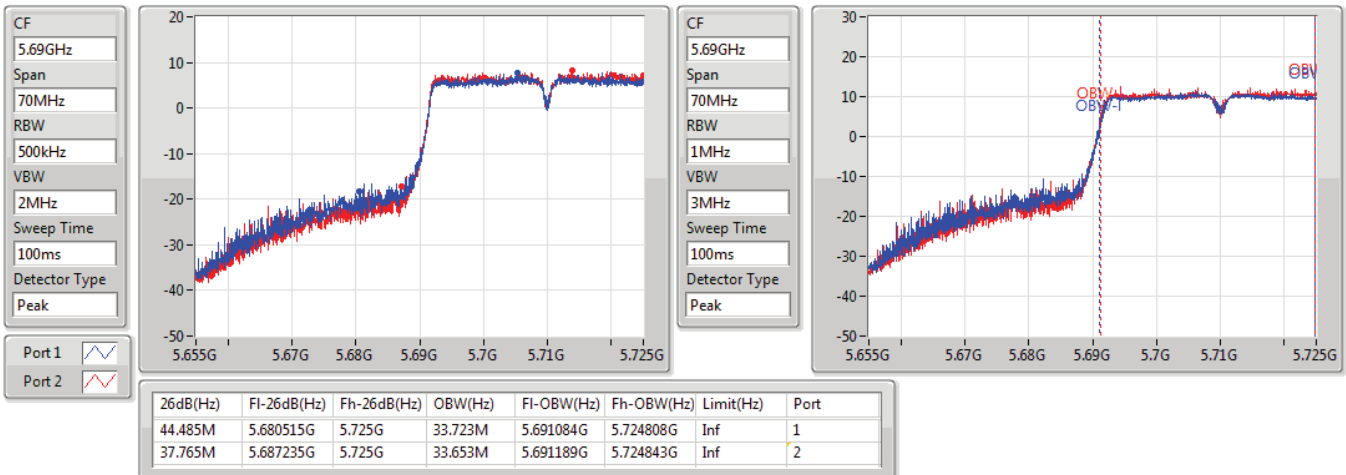 CF
5.69GHz
Span
70MHz
RBW
500kHz
VBW
2MHz
Sweep Time
100ms
Detector Type
Peak
Port 1
Port 2
20
10
0
-10
-20
-30
-40
-50
5.655G 5.67G 5.68G 5.69G 5.7G 5.71G 5.725G
CF
5.69GHz
Span
70MHz
RBW
1MHz
VBW
3MHz
Sweep Time
100ms
Detector Type
Peak
30
20
10
0
-10
-20
-30
-40
-50
OBW-l
OBW-l
OBW
OBW
5.655G 5.67G 5.68G 5.69G 5.7G 5.71G 5.725G
26dB(Hz) Fl-26dB(Hz) Fh-26dB(Hz) OBW(Hz) Fl-OBW(Hz) Fh-OBW(Hz) Limit(Hz) Port
44.485M 5.680515G 5.725G 33.723M 5.691084G 5.724808G Inf 1
37.765M 5.687235G 5.725G 33.653M 5.691189G 5.724843G Inf 2